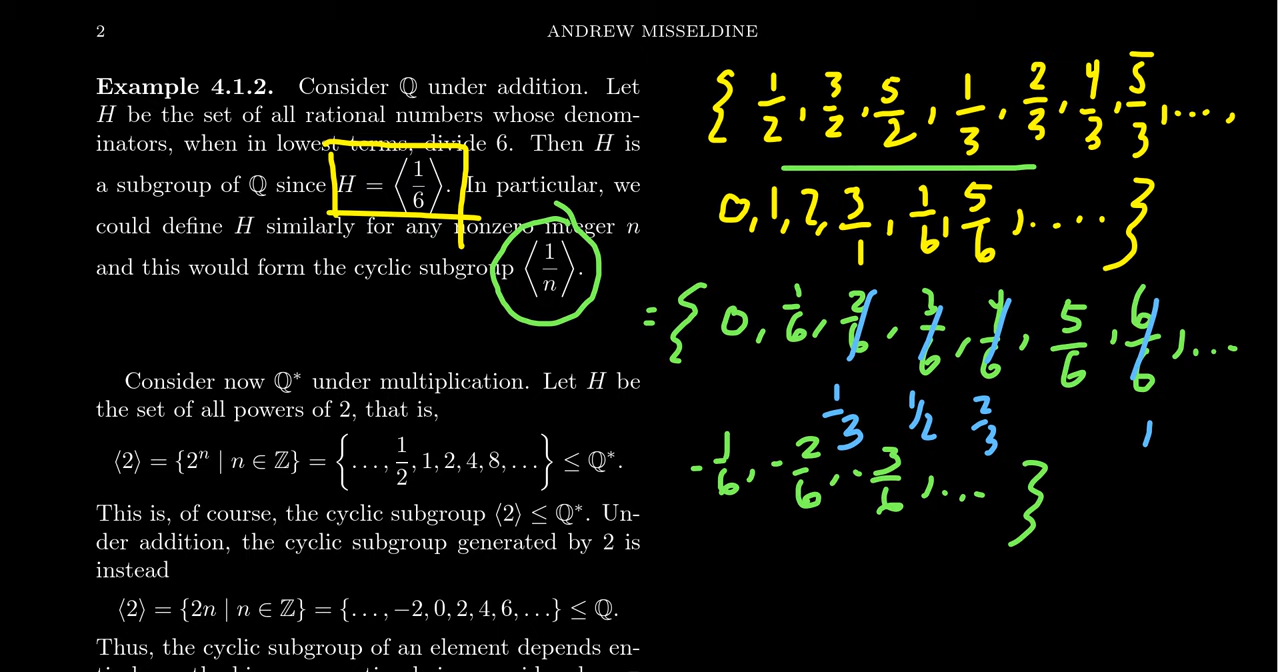 2
ANDREW MISSELDINE
Example 4.1.2. Consider ℚ under addition. Let
H be the set of all rational numbers whose denom-
inators, when in lowest terms, divide 6. Then H is
a subgroup of ℚ since H = ⟨1/6⟩. In particular, we
could define H similarly for any nonzero integer n
and this would form the cyclic subgroup ⟨1/n⟩.
Consider now ℚ* under multiplication. Let H be
the set of all powers of 2, that is,
⟨2⟩ = {2ⁿ | n ∈ ℤ} = {…, 1/2, 1, 2, 4, 8, …} ≤ ℚ*.
This is, of course, the cyclic subgroup ⟨2⟩ ≤ ℚ*. Un-
der addition, the cyclic subgroup generated by 2 is
instead
⟨2⟩ = {2n | n ∈ ℤ} = {…, −2, 0, 2, 4, 6, …} ≤ ℚ.
Thus, the cyclic subgroup of an element depends en-
{ 1/2, 3/2, 5/2, 1/3, 2/3, 4/3, 5/3, ...,
0, 1, 2, 3/1, 1/6, 5/6, .... }
= { 0, 1/6, 2/6, 3/6, 4/6, 5/6, 6/6, ...
1/3 1/2 2/3 1
-1/6, -2/6, -3/6, ... }